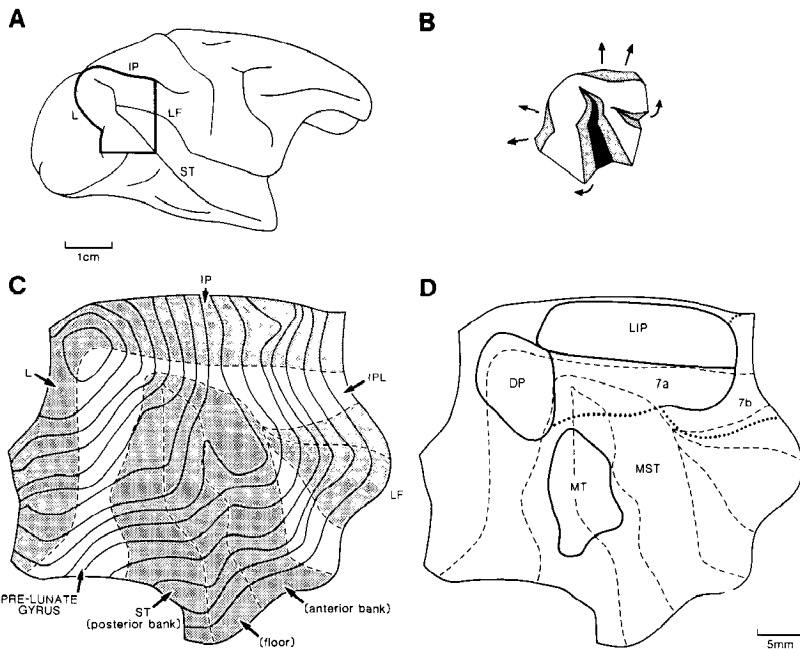 A
IP
L
LF
ST
1cm
B
C
IP
L
IPL
LF
PRE-LUNATE
GYRUS
ST
(posterior bank)
(floor)
(anterior bank)
D
LIP
DP
7a
7b
MST
MT
5mm